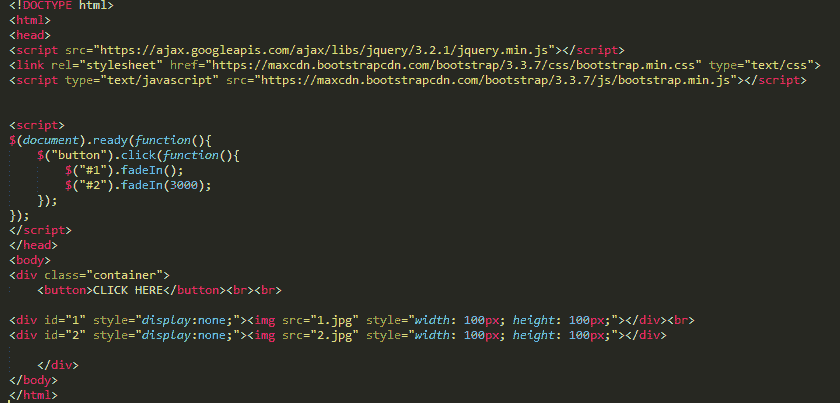 <!DOCTYPE html>
<html>
<head>
<script src="https://ajax.googleapis.com/ajax/libs/jquery/3.2.1/jquery.min.js"></script>
<link rel="stylesheet" href="https://maxcdn.bootstrapcdn.com/bootstrap/3.3.7/css/bootstrap.min.css" type="text/css">
<script type="text/javascript" src="https://maxcdn.bootstrapcdn.com/bootstrap/3.3.7/js/bootstrap.min.js"></script>
<script>
$(document).ready(function(){
    $("button").click(function(){
        $("#1").fadeIn();
        $("#2").fadeIn(3000);
    });
});
</script>
</head>
<body>
<div class="container">
    <button>CLICK HERE</button><br><br>
<div id="1" style="display:none;"><img src="1.jpg" style="width: 100px; height: 100px;"></div><br>
<div id="2" style="display:none;"><img src="2.jpg" style="width: 100px; height: 100px;"></div>
    </div>
</body>
</html>